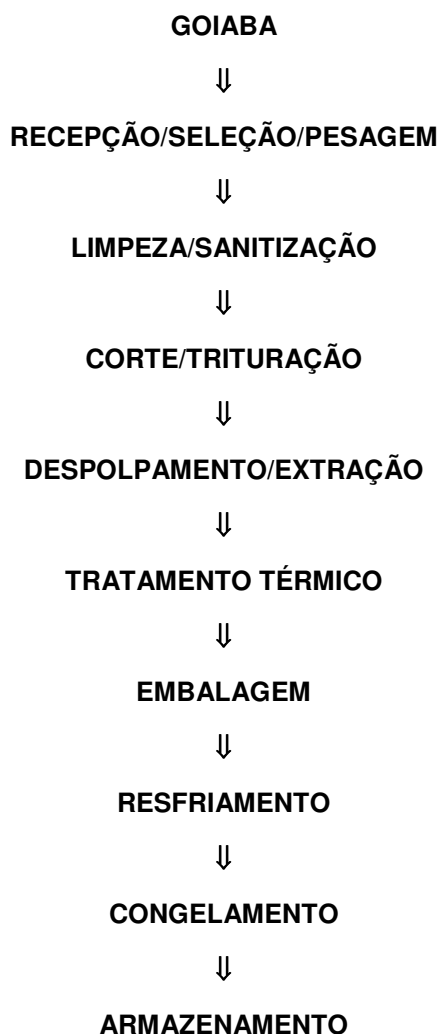 GOIABA
⇓
RECEPÇÃO/SELEÇÃO/PESAGEM
⇓
LIMPEZA/SANITIZAÇÃO
⇓
CORTE/TRITURAÇÃO
⇓
DESPOLPAMENTO/EXTRAÇÃO
⇓
TRATAMENTO TÉRMICO
⇓
EMBALAGEM
⇓
RESFRIAMENTO
⇓
CONGELAMENTO
⇓
ARMAZENAMENTO